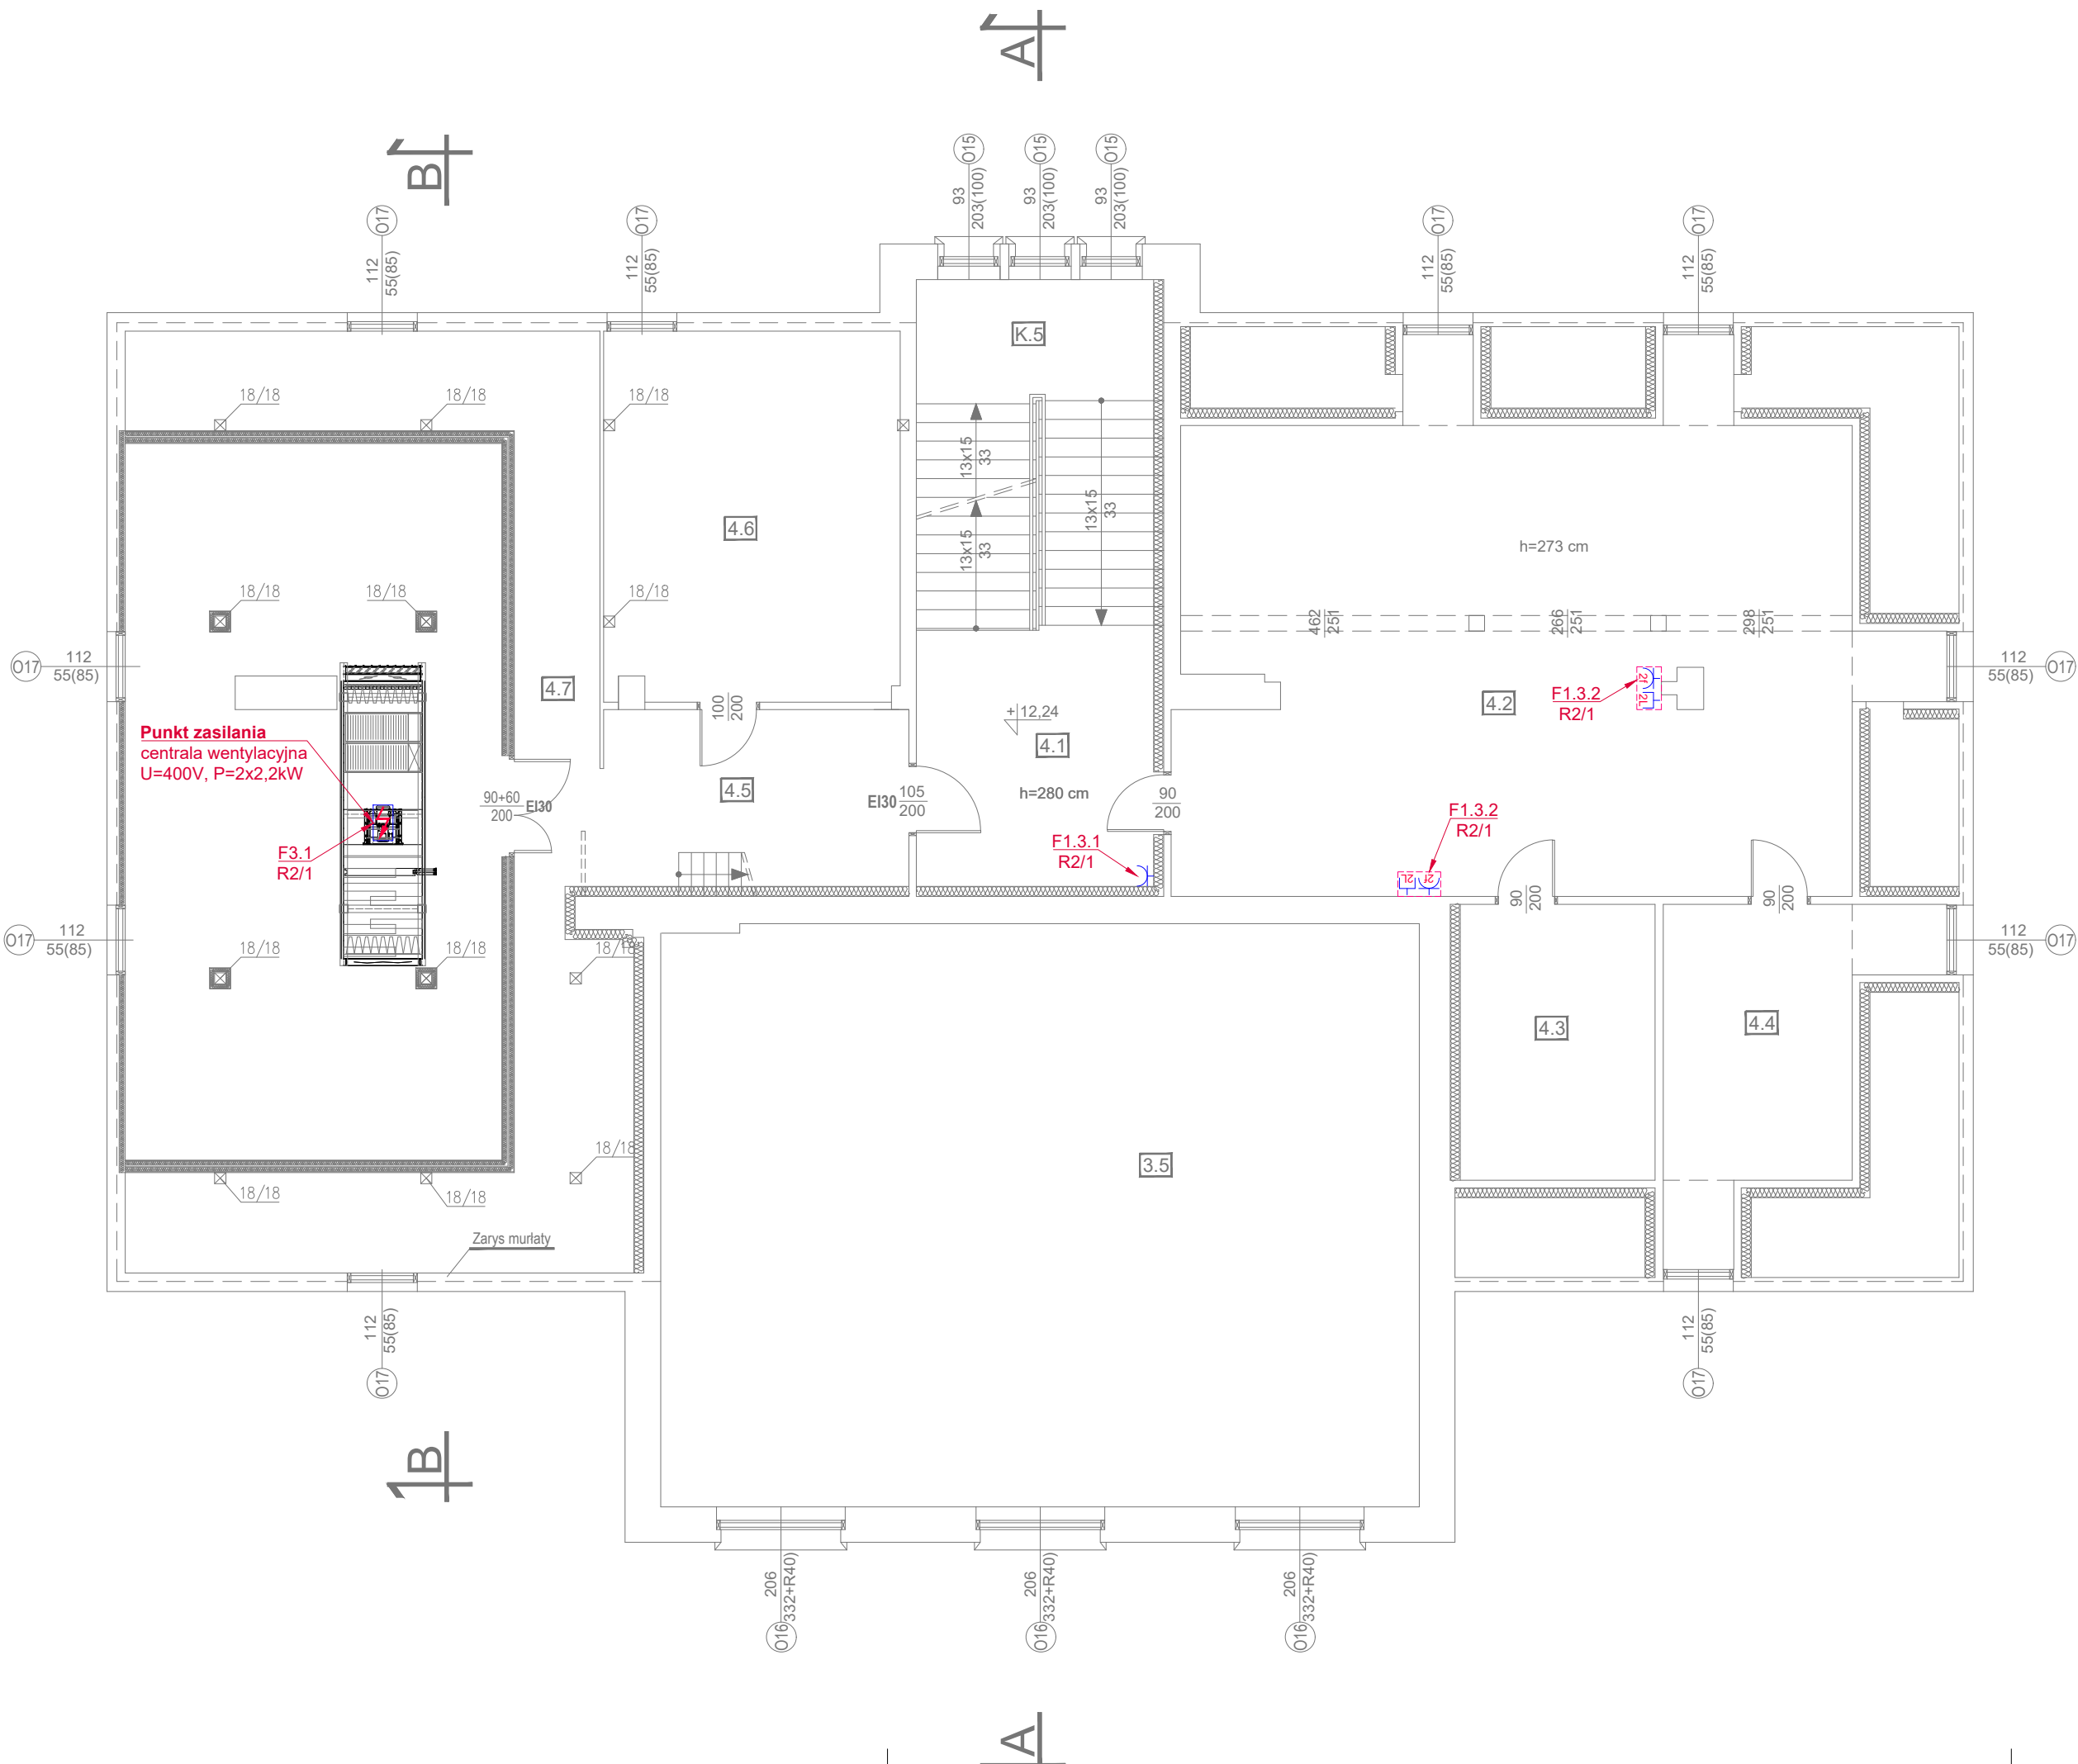 A
B
O15
O15
O15
93
203(100)
93
203(100)
93
203(100)
O17
O17
O17
O17
112
55(85)
112
55(85)
112
55(85)
112
55(85)
K.5
18/18
18/18
18/18
13x15
33
13x15
33
13x15
33
4.6
h=273 cm
18/18
18/18
18/18
462
251
266
251
298
251
O17
112
55(85)
112
55(85)
O17
4.7
100
200
+12,24
4.1
4.2
F1.3.2
R2/1
2f
2L
Punkt zasilania
centrala wentylacyjna
U=400V, P=2x2,2kW
4.5
90+60
200
EI30
EI30
105
200
h=280 cm
90
200
F3.1
R2/1
F1.3.1
R2/1
F1.3.2
R2/1
2L
2f
90
200
90
200
O17
112
55(85)
18/18
18/18
18/18
112
55(85)
O17
4.3
4.4
18/18
3.5
18/18
18/18
Zarys murłaty
112
55(85)
O17
112
55(85)
O17
B
206
332+R40)
O16
206
332+R40)
O16
206
332+R40)
O16
A